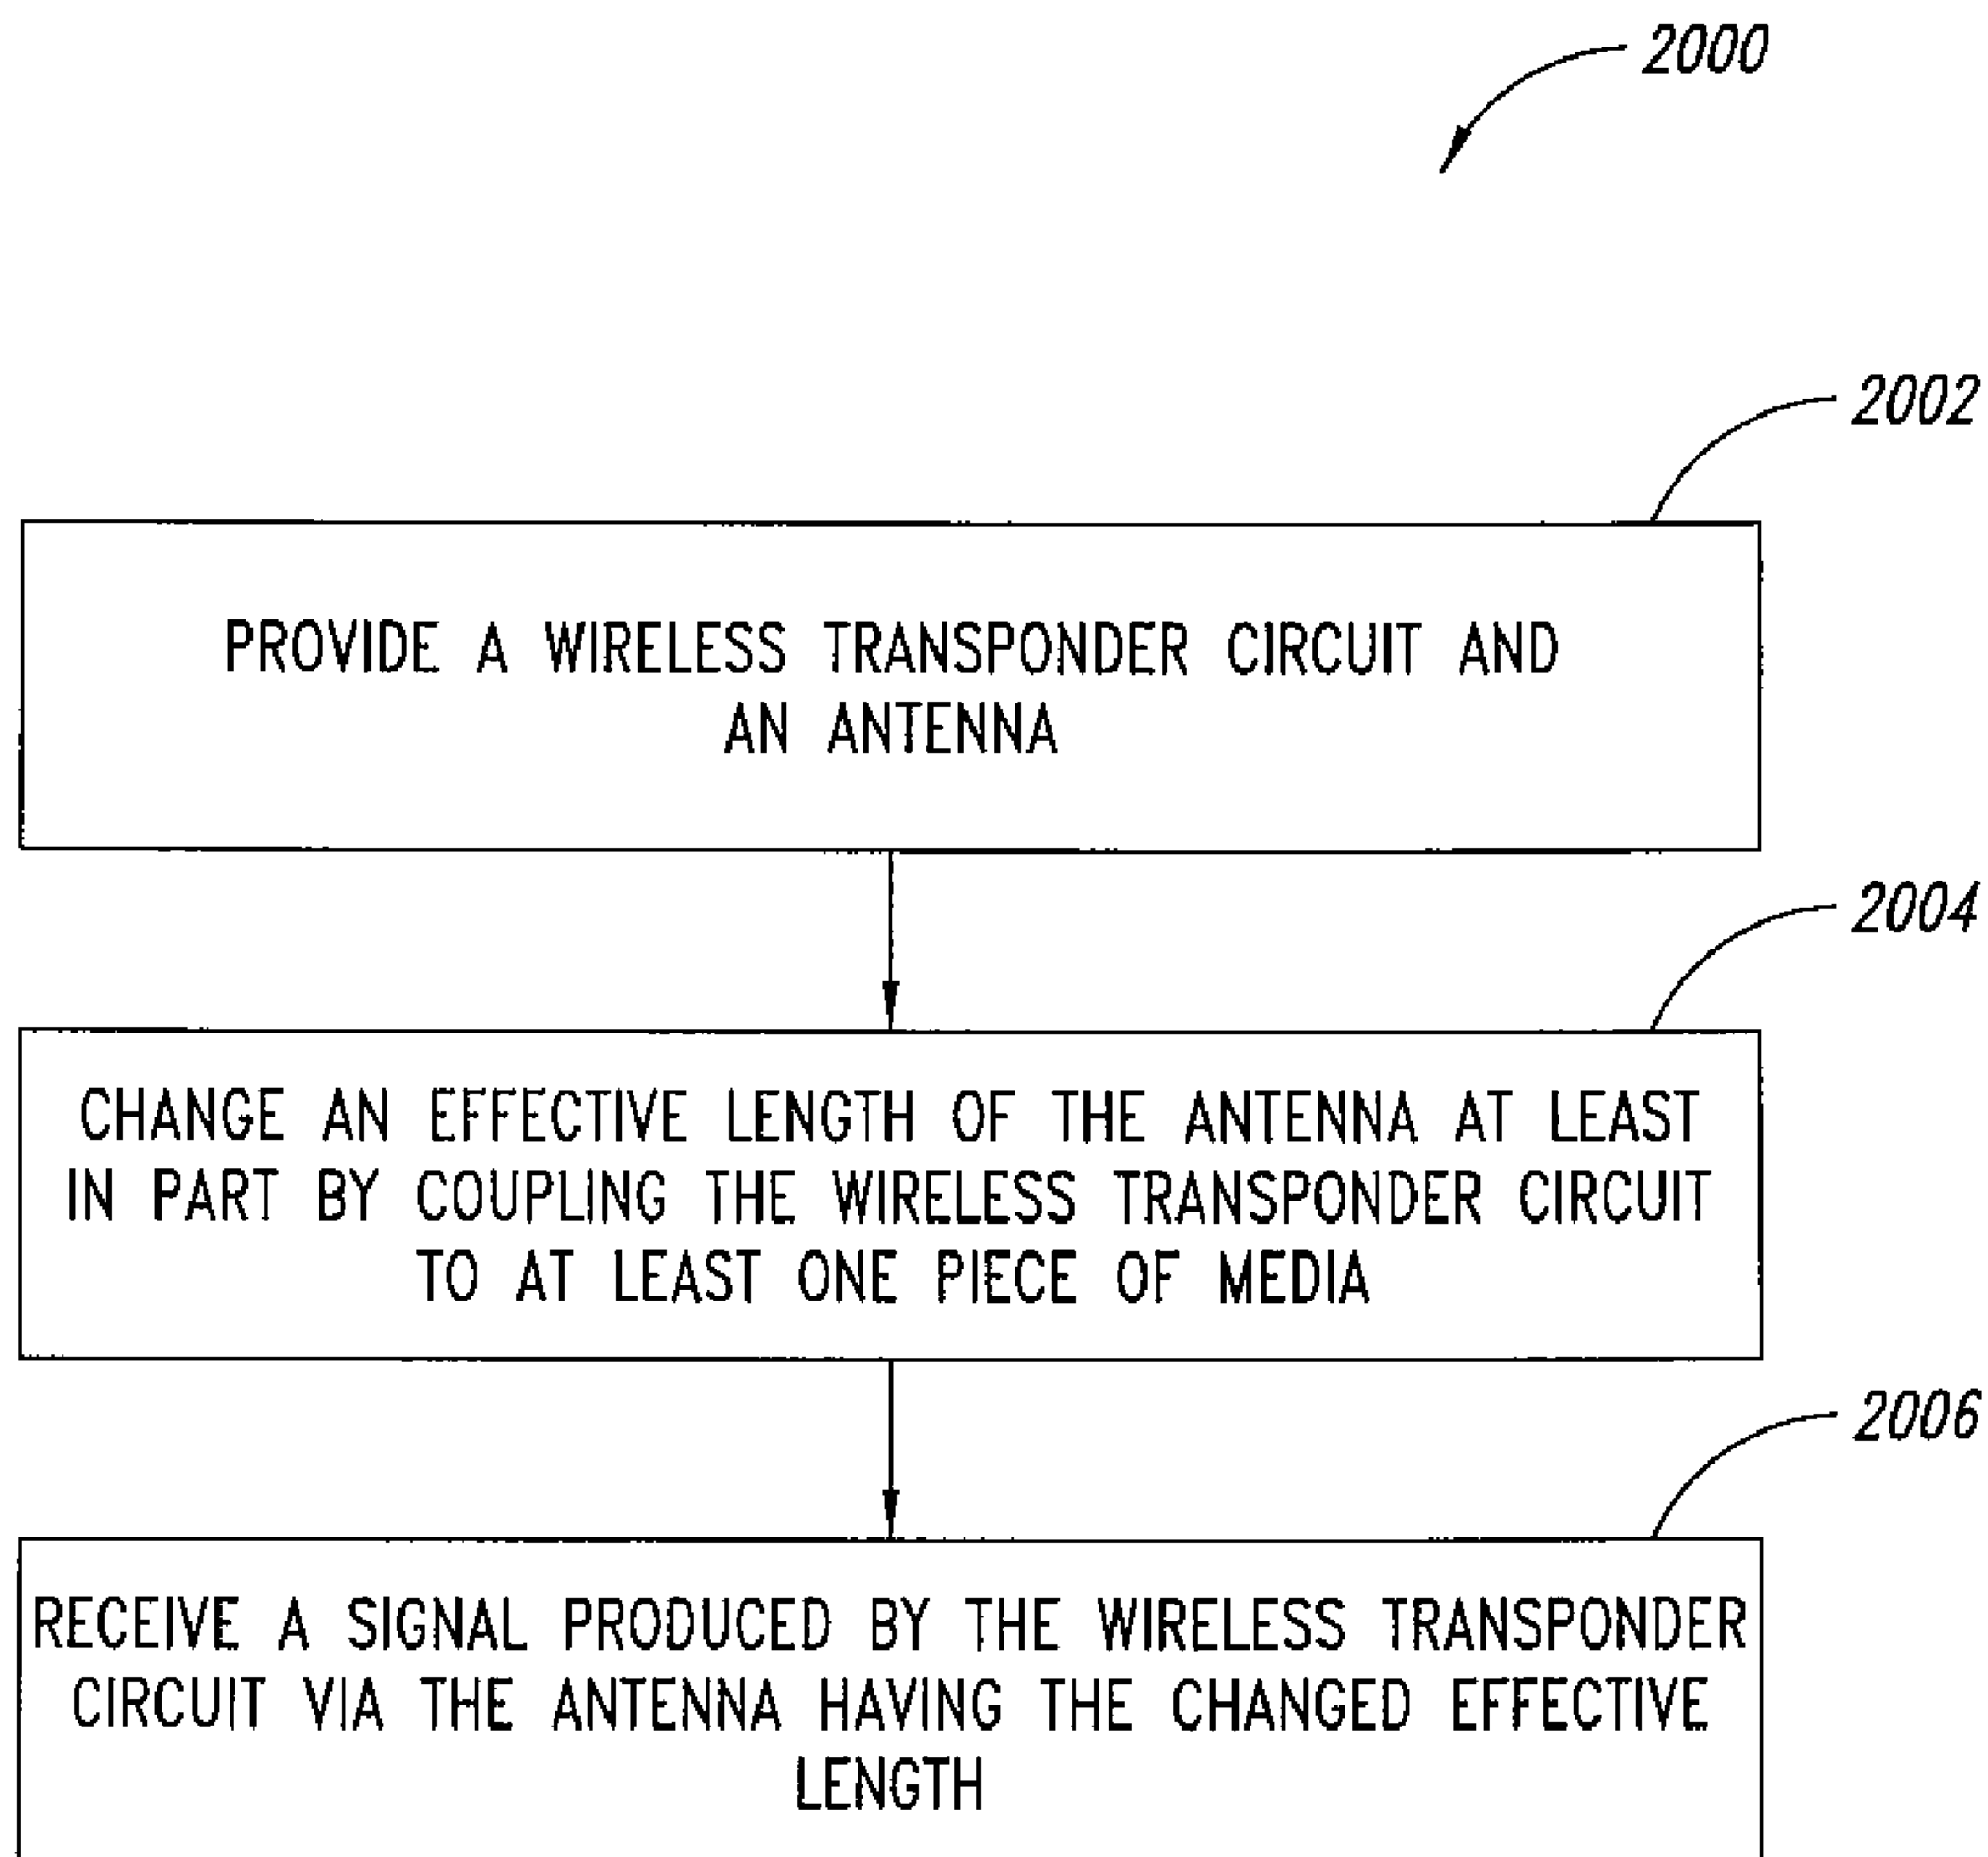 2000
2002
PROVIDE A WIRELESS TRANSPONDER CIRCUIT AND
AN ANTENNA
2004
CHANGE AN EFFECTIVE LENGTH OF THE ANTENNA AT LEAST
IN PART BY COUPLING THE WIRELESS TRANSPONDER CIRCUIT
TO AT LEAST ONE PIECE OF MEDIA
2006
RECEIVE A SIGNAL PRODUCED BY THE WIRELESS TRANSPONDER
CIRCUIT VIA THE ANTENNA HAVING THE CHANGED EFFECTIVE
LENGTH